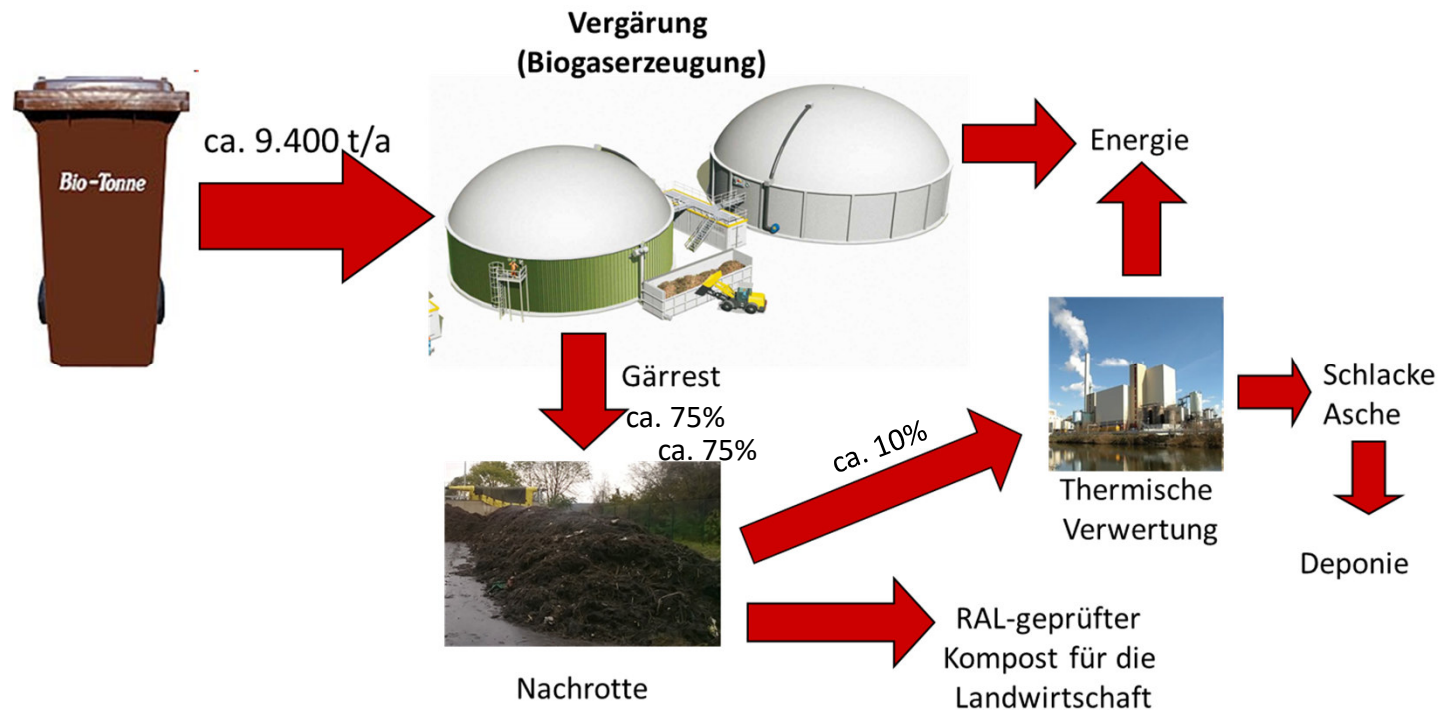 Vergärung
(Biogaserzeugung)
ca. 9.400 t/a
Bio-Tonne
Energie
Gärrest
ca. 75%
ca. 75%
ca. 10%
Schlacke
Asche
Thermische
Verwertung
Deponie
RAL-geprüfter
Kompost für die
Landwirtschaft
Nachrotte